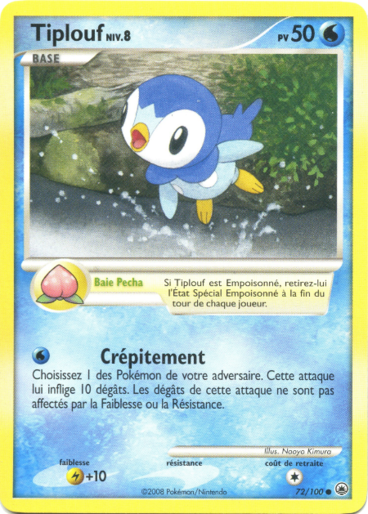 Tiplouf NIV.8
PV 50
BASE
Baie Pecha
Si Tiplouf est Empoisonné, retirez-lui
l'État Spécial Empoisonné à la fin du
tour de chaque joueur.
Crépitement
Choisissez 1 des Pokémon de votre adversaire. Cette attaque
lui inflige 10 dégâts. Les dégâts de cette attaque ne sont pas
affectés par la Faiblesse ou la Résistance.
Illus. Naoyo Kimura
faiblesse résistance coût de retraite
+10
©2008 Pokémon/Nintendo 72/100